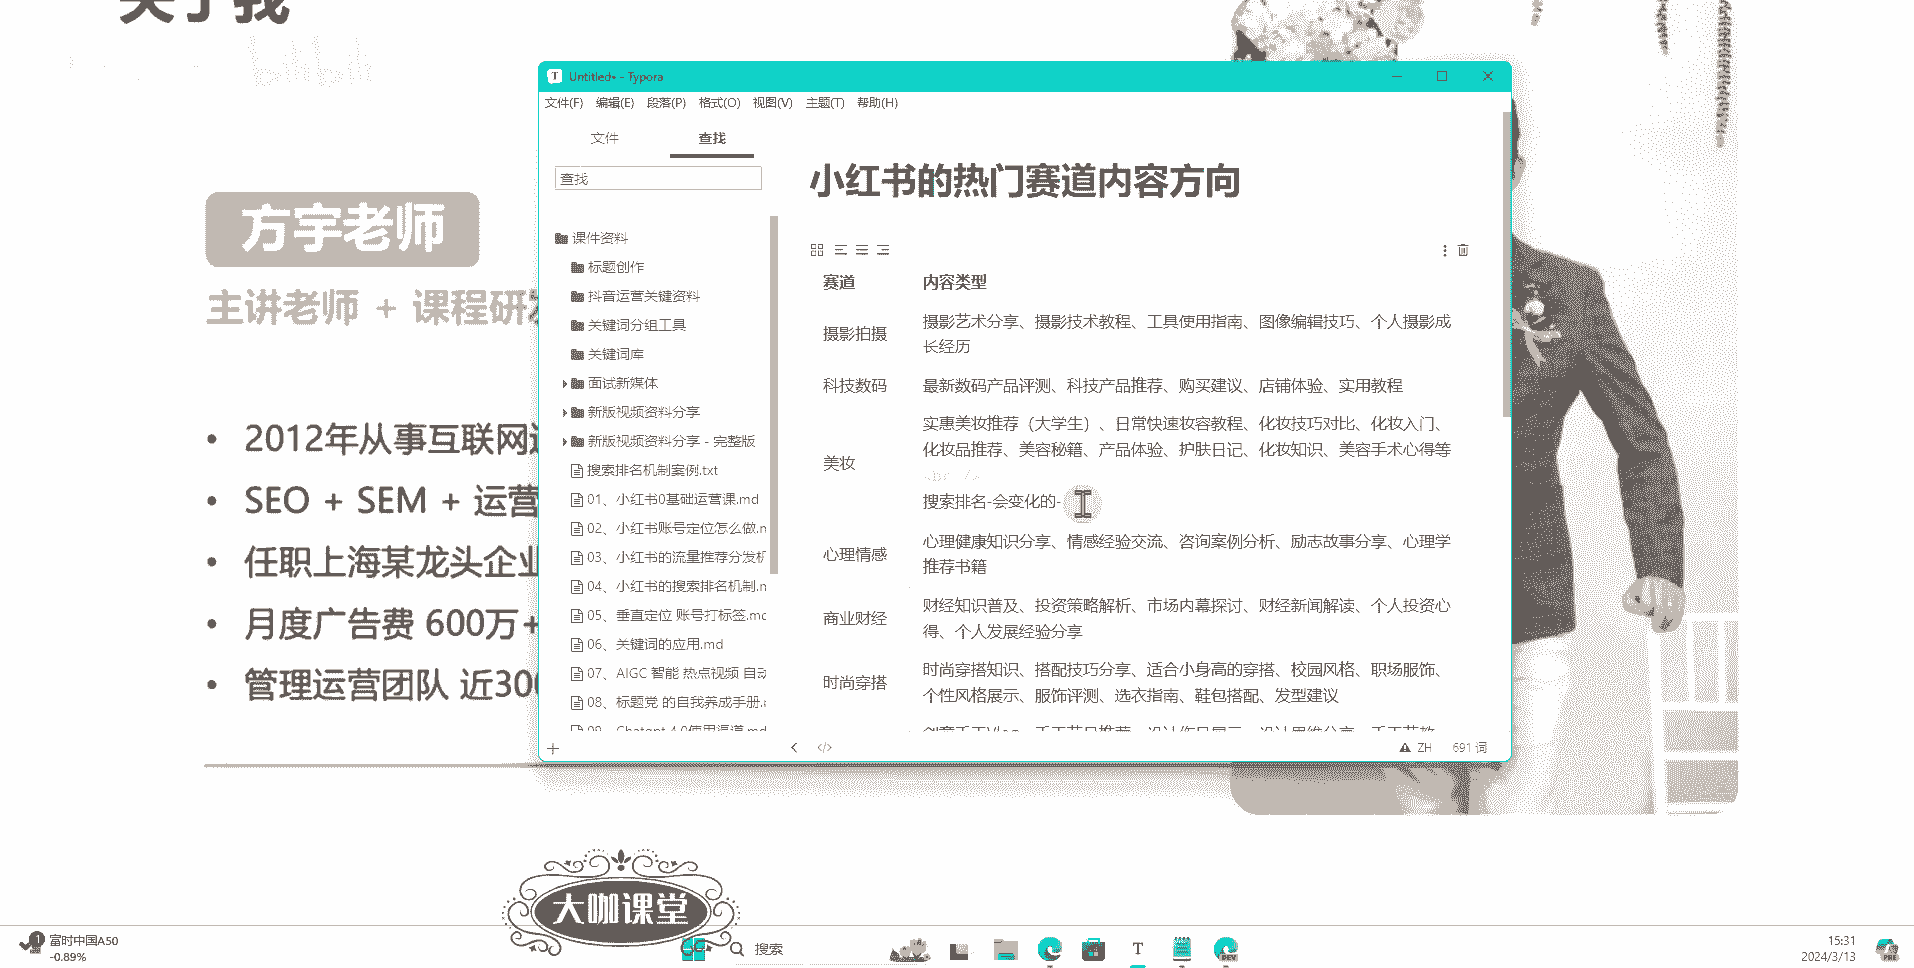 关于我
bilibili
方宇老师
主讲老师 + 课程研发
• 2012年从事互联网运
• SEO + SEM + 运营
• 任职上海某龙头企业
• 月度广告费 600万+
• 管理运营团队 近300
Untitled• - Typora
文件(F) 编辑(E) 段落(P) 格式(O) 视图(V) 主题(T) 帮助(H)
文件 查找
查找
课件资料
标题创作
抖音运营关键资料
关键词分组工具
关键词库
面试新媒体
新版视频资料分享
新版视频资料分享 - 完整版
搜索排名机制案例.txt
01、小红书0基础运营课.md
02、小红书账号定位怎么做.m
03、小红书的流量推荐分发机
04、小红书的搜索排名机制.m
05、垂直定位 账号打标签.md
06、关键词的应用.md
07、AIGC 智能 热点视频 自动
08、标题党 的自我养成手册.
09、Chatgpt 4.0使用渠道.md
小红书的热门赛道内容方向
赛道 内容类型
摄影拍摄 摄影艺术分享、摄影技术教程、工具使用指南、图像编辑技巧、个人摄影成
长经历
科技数码 最新数码产品评测、科技产品推荐、购买建议、店铺体验、实用教程
美妆 实惠美妆推荐（大学生）、日常快速妆容教程、化妆技巧对比、化妆入门、
化妆品推荐、美容秘籍、产品体验、护肤日记、化妆知识、美容手术心得等
<br />
搜索排名-会变化的-
心理情感 心理健康知识分享、情感经验交流、咨询案例分析、励志故事分享、心理学
推荐书籍
商业财经 财经知识普及、投资策略解析、市场内幕探讨、财经新闻解读、个人投资心
得、个人发展经验分享
时尚穿搭 时尚穿搭知识、搭配技巧分享、适合小身高的穿搭、校园风格、职场服饰、
个性风格展示、服饰评测、选衣指南、鞋包搭配、发型建议
</> ZH 691 词
大咖课堂
1 富时中国A50
-0.89%
搜索
T
DEV
15:31
2024/3/13
PRE